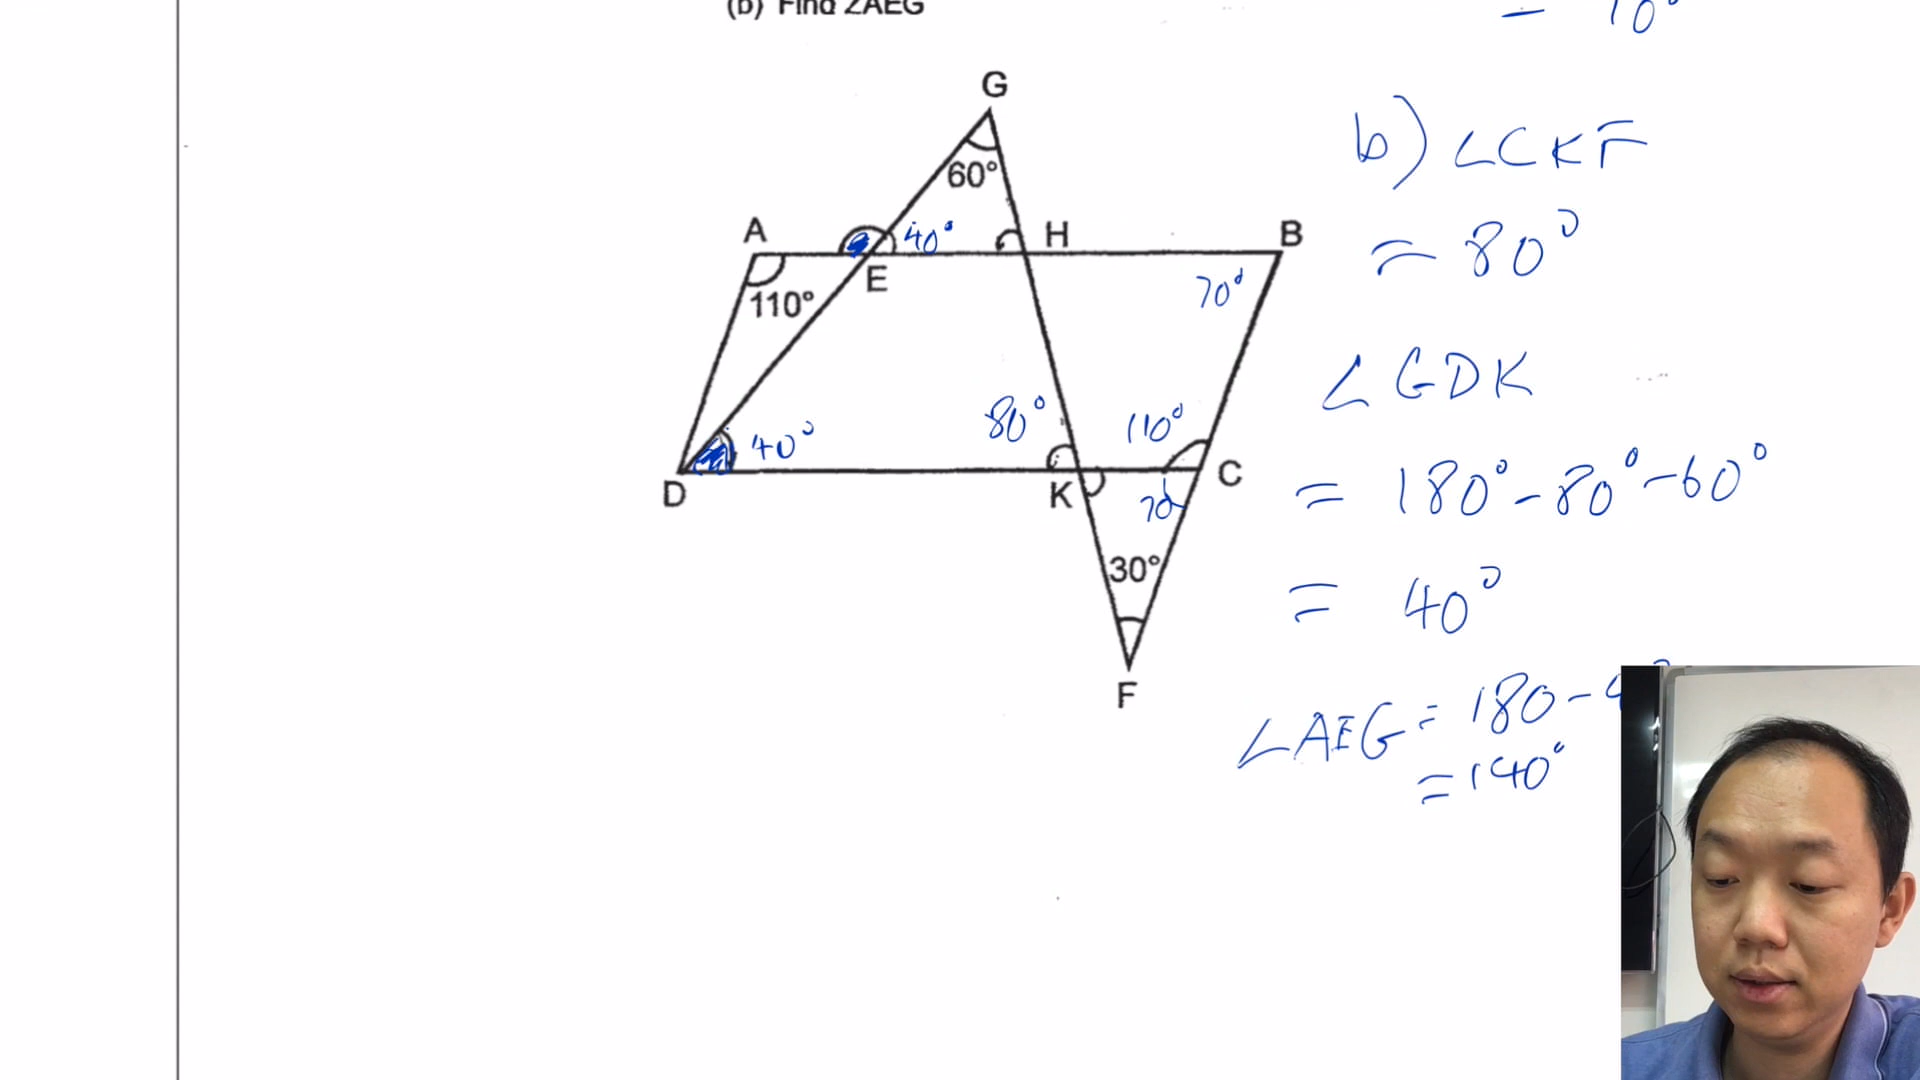 (b) Find ∠AEG
= 70°
G
60°
A
40°
H
B
E
110°
70°
80°
110°
40°
D
K
70
C
30°
F
b) ∠CKF
= 80°
∠GDK
= 180° - 80° - 60°
= 40°
∠AEG = 180 -
= 140°